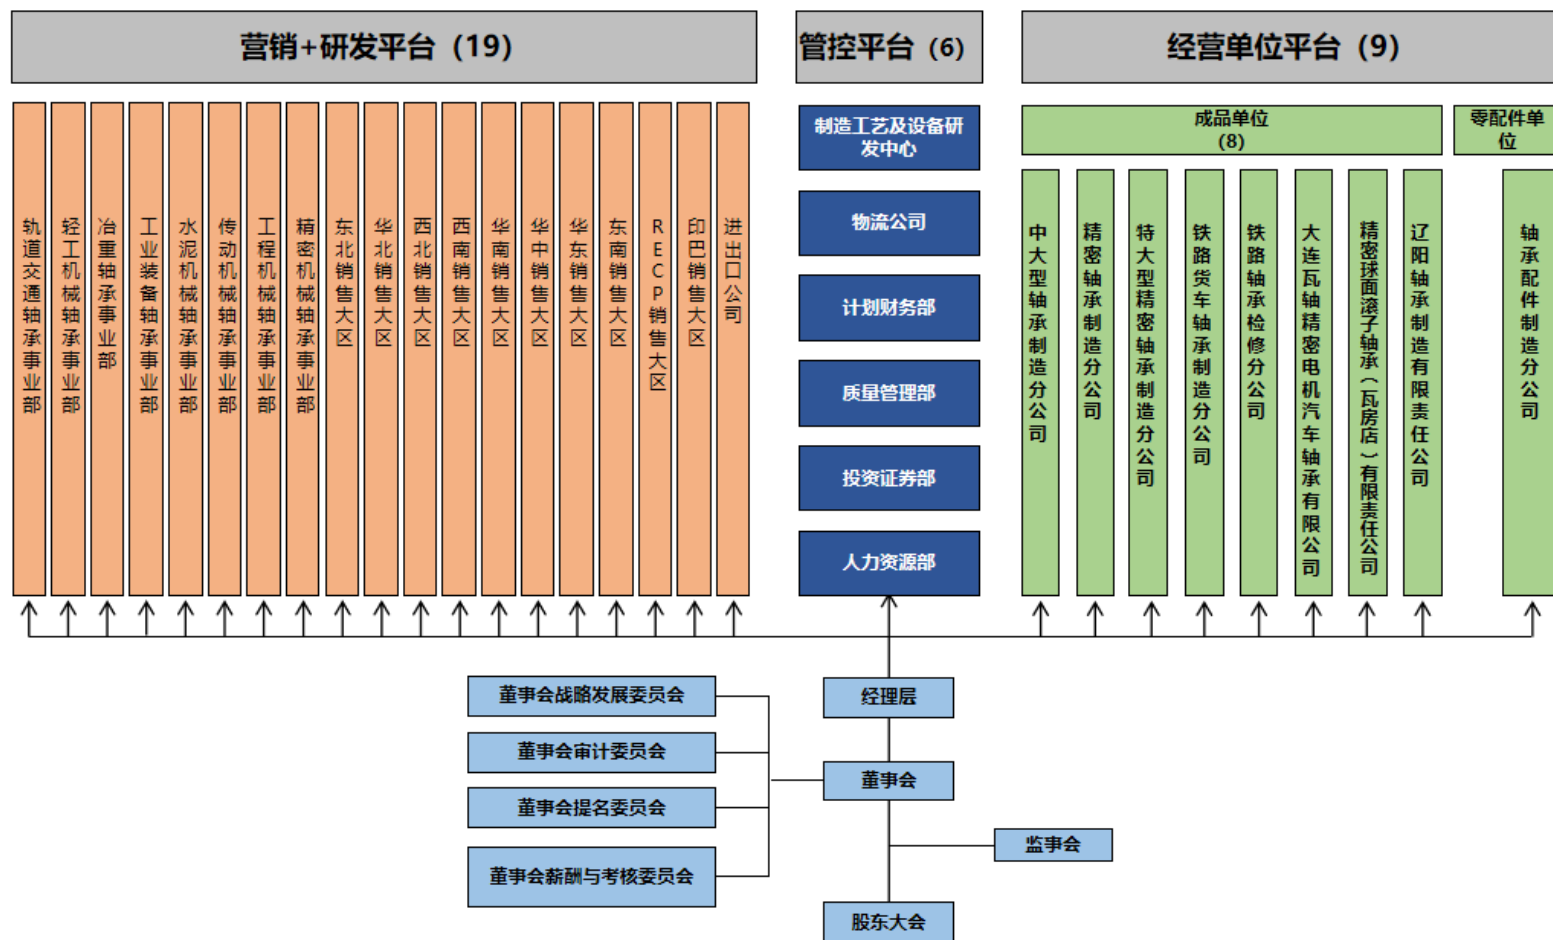 营销+研发平台（19）
管控平台（6）
经营单位平台（9）
轨道交通轴承事业部
轻工机械轴承事业部
冶重轴承事业部
工业装备轴承事业部
水泥机械轴承事业部
传动机械轴承事业部
工程机械轴承事业部
精密机械轴承事业部
东北销售大区
华北销售大区
西北销售大区
西南销售大区
华南销售大区
华中销售大区
华东销售大区
东南销售大区
RECP销售大区
印巴销售大区
进出口公司
制造工艺及设备研
发中心
物流公司
计划财务部
质量管理部
投资证券部
人力资源部
成品单位
（8）
零配件单
位
中大型轴承制造分公司
精密轴承制造分公司
特大型精密轴承制造分公司
铁路货车轴承制造分公司
铁路轴承检修分公司
大连瓦轴精密电机汽车轴承有限公司
精密球面滚子轴承（瓦房店）有限责任公司
辽阳轴承制造有限责任公司
轴承配件制造分公司
董事会战略发展委员会
经理层
董事会审计委员会
董事会
董事会提名委员会
监事会
董事会薪酬与考核委员会
股东大会